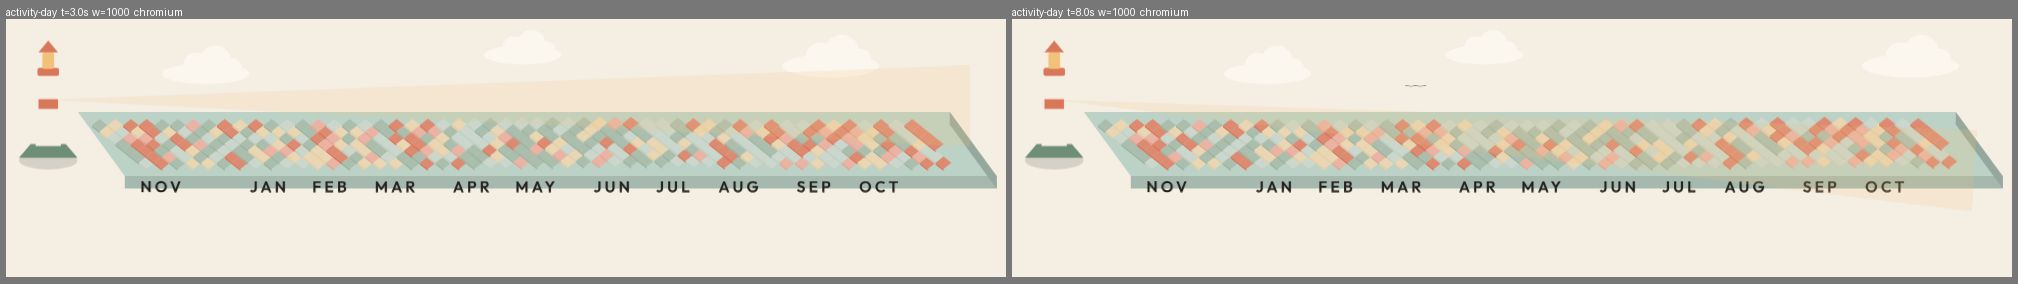 activity-day t=3.0s w=1000 chromium
NOV JAN FEB MAR APR MAY JUN JUL AUG SEP OCT
activity-day t=8.0s w=1000 chromium
NOV JAN FEB MAR APR MAY JUN JUL AUG SEP OCT